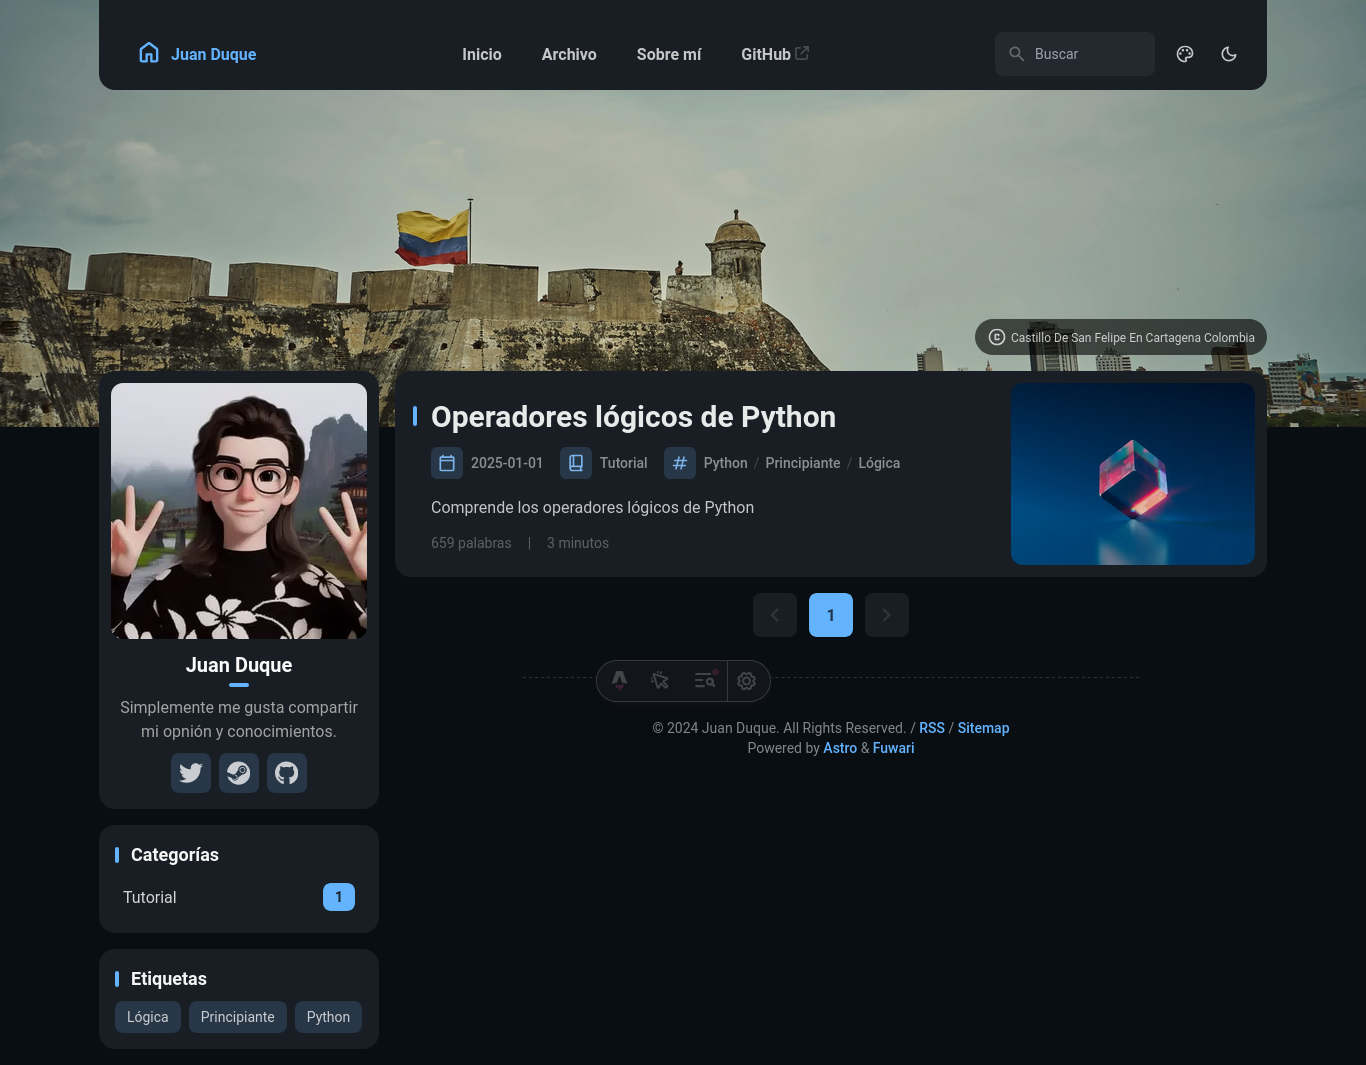 Juan Duque
Inicio
Archivo
Sobre mí
GitHub
Buscar
Castillo De San Felipe En Cartagena Colombia
Juan Duque
Simplemente me gusta compartir
mi opnión y conocimientos.
Categorías
Tutorial 1
Etiquetas
Lógica Principiante Python
Operadores lógicos de Python
2025-01-01 Tutorial Python / Principiante / Lógica
Comprende los operadores lógicos de Python
659 palabras | 3 minutos
1
© 2024 Juan Duque. All Rights Reserved. / RSS / Sitemap
Powered by Astro & Fuwari